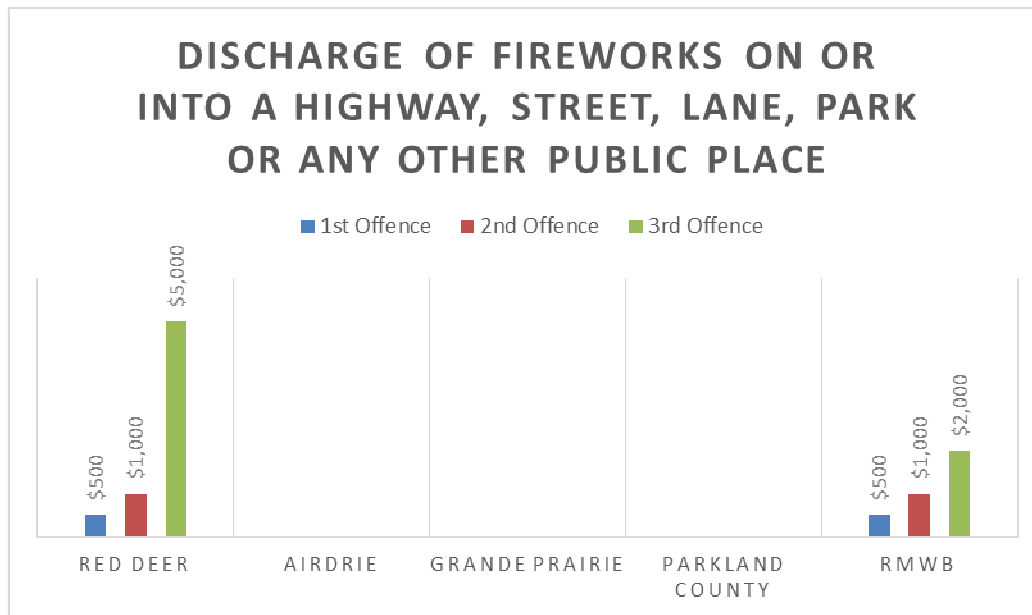 DISCHARGE OF FIREWORKS ON OR
INTO A HIGHWAY, STREET, LANE, PARK
OR ANY OTHER PUBLIC PLACE
1st Offence 2nd Offence 3rd Offence
$500
$1,000
$5,000
$500
$1,000
$2,000
RED DEER
AIRDRIE
GRANDE PRAIRIE
PARKLAND
COUNTY
RMWB